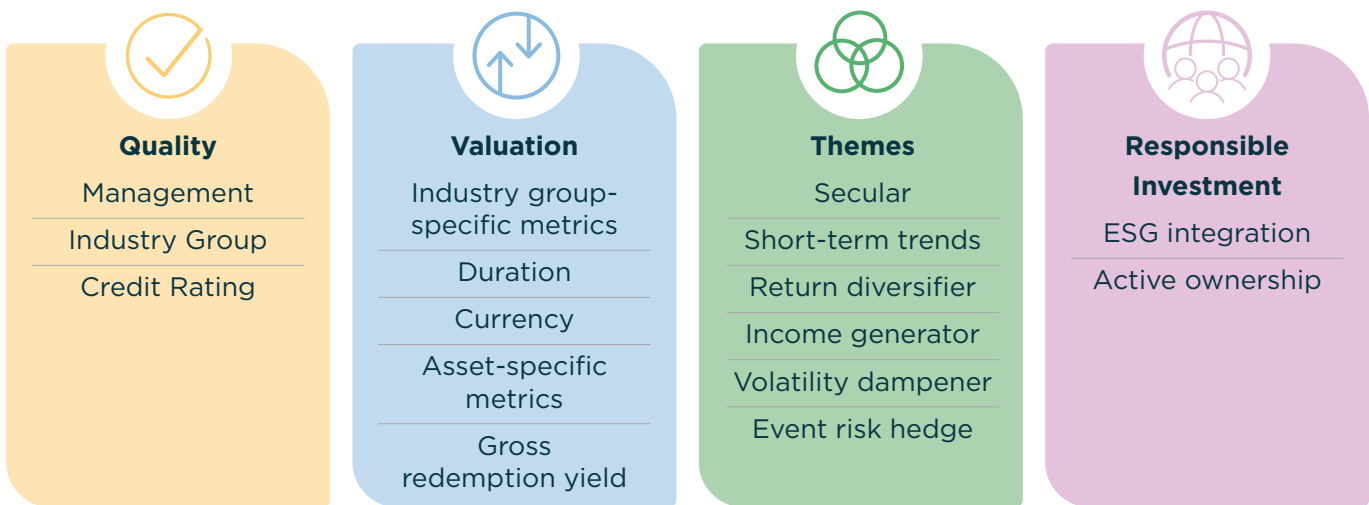 Quality
Management
Industry Group
Credit Rating
Valuation
Industry group-
specific metrics
Duration
Currency
Asset-specific
metrics
Gross
redemption yield
Themes
Secular
Short-term trends
Return diversifier
Income generator
Volatility dampener
Event risk hedge
Responsible
Investment
ESG integration
Active ownership